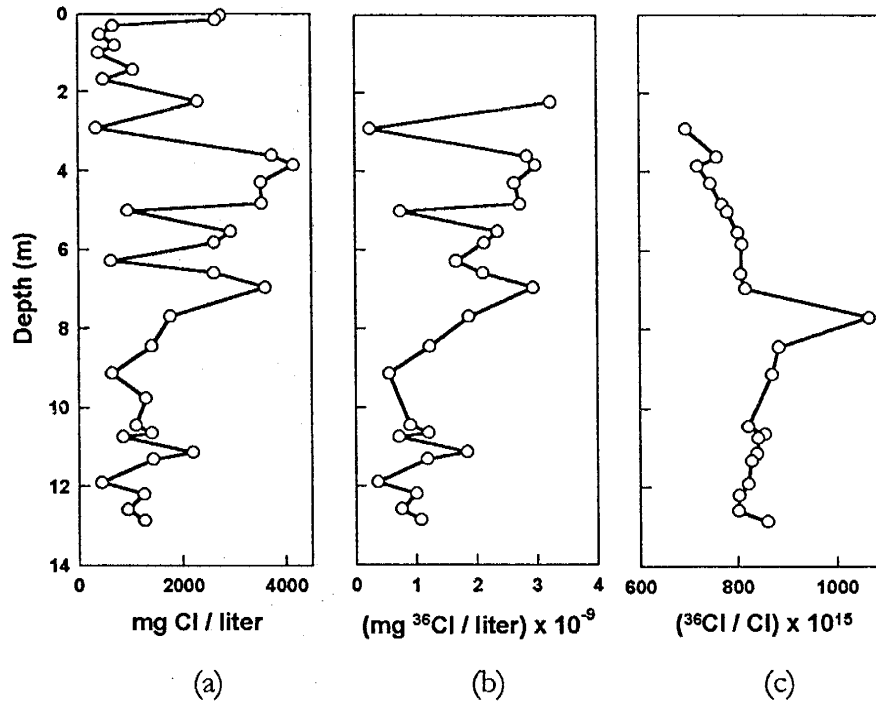 0
2
4
6
8
10
12
14
Depth (m)
0 2000 4000
mg Cl / liter
0 1 2 3 4
(mg ³⁶Cl / liter) x 10⁻⁹
600 800 1000
(³⁶Cl / Cl) x 10¹⁵
(a) (b) (c)